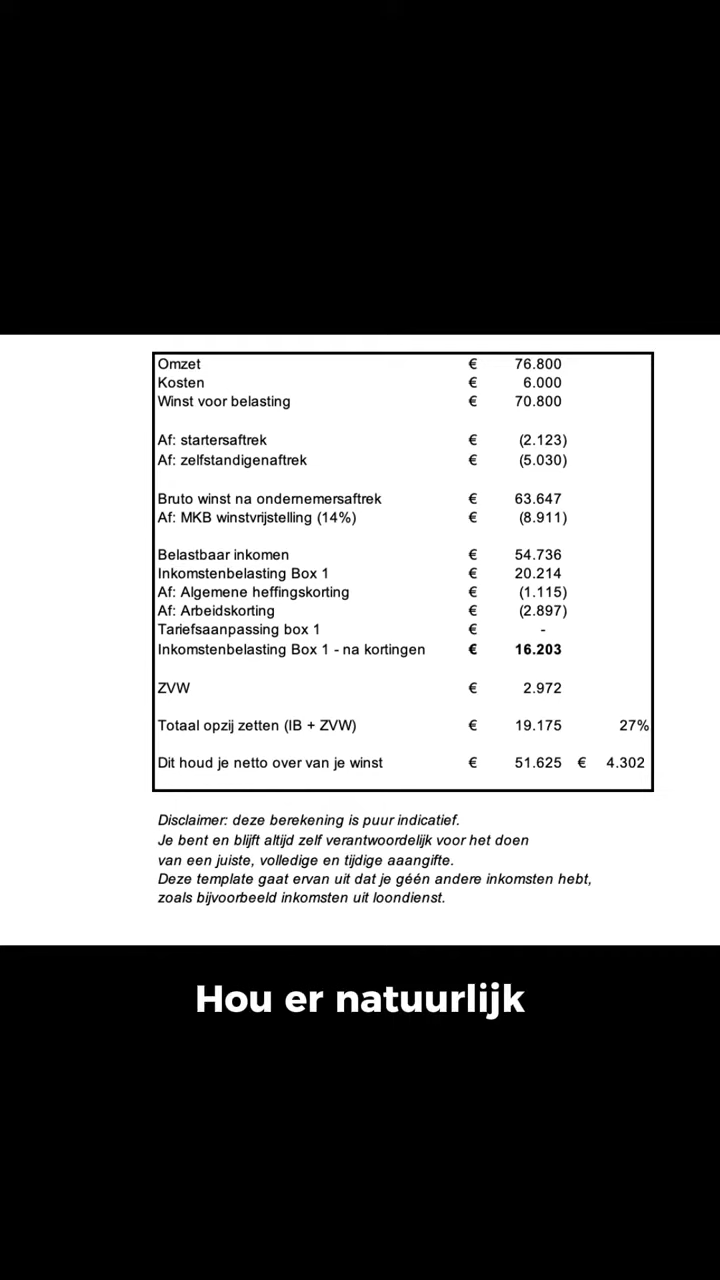 Omzet € 76.800
Kosten € 6.000
Winst voor belasting € 70.800
Af: startersaftrek € (2.123)
Af: zelfstandigenaftrek € (5.030)
Bruto winst na ondernemersaftrek € 63.647
Af: MKB winstvrijstelling (14%) € (8.911)
Belastbaar inkomen € 54.736
Inkomstenbelasting Box 1 € 20.214
Af: Algemene heffingskorting € (1.115)
Af: Arbeidskorting € (2.897)
Tariefsaanpassing box 1 € -
Inkomstenbelasting Box 1 - na kortingen € 16.203
ZVW € 2.972
Totaal opzij zetten (IB + ZVW) € 19.175 27%
Dit houd je netto over van je winst € 51.625 € 4.302
Disclaimer: deze berekening is puur indicatief.
Je bent en blijft altijd zelf verantwoordelijk voor het doen
van een juiste, volledige en tijdige aaangifte.
Deze template gaat ervan uit dat je géén andere inkomsten hebt,
zoals bijvoorbeeld inkomsten uit loondienst.
Hou er natuurlijk